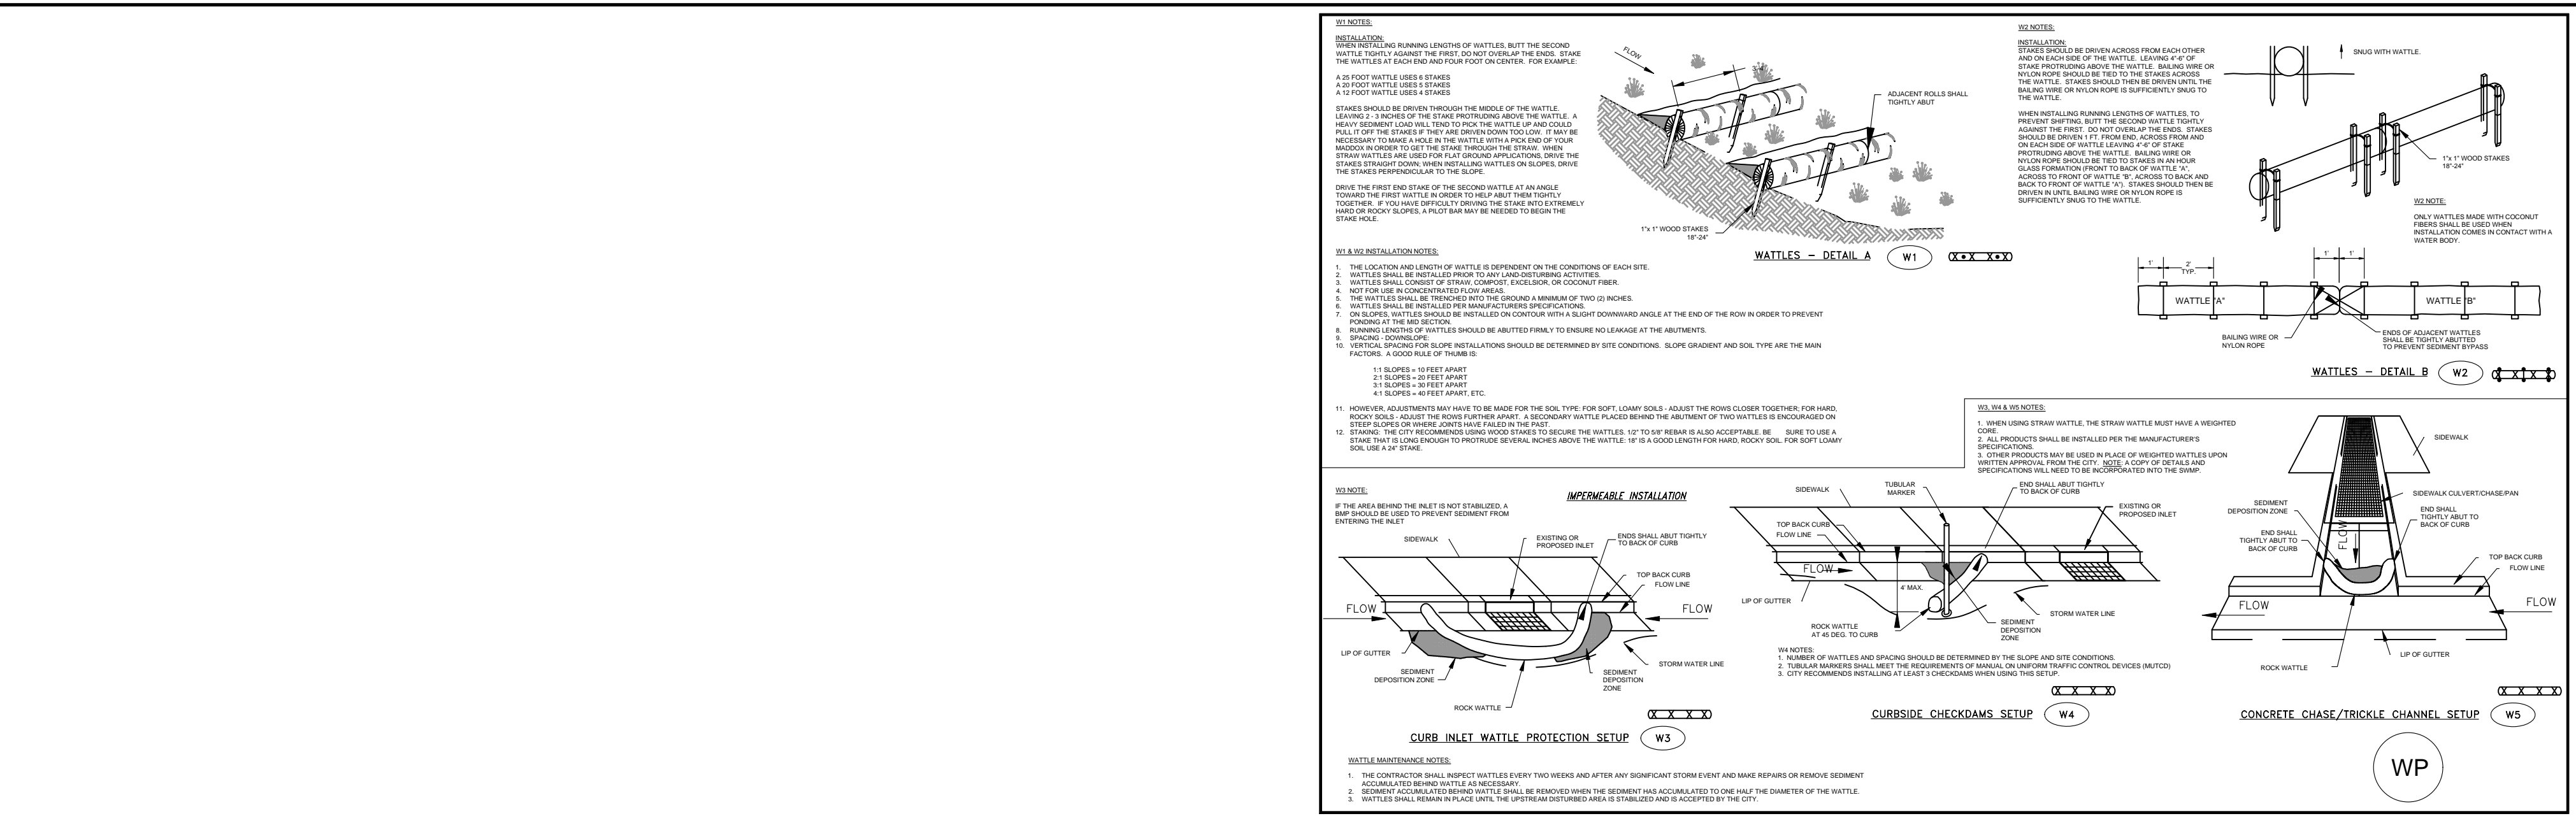 W1 NOTES:
INSTALLATION:
WHEN INSTALLING RUNNING LENGTHS OF WATTLES, BUTT THE SECOND
WATTLE TIGHTLY AGAINST THE FIRST, DO NOT OVERLAP THE ENDS.  STAKE
THE WATTLES AT EACH END AND FOUR FOOT ON CENTER.  FOR EXAMPLE:
A 25 FOOT WATTLE USES 6 STAKES
A 20 FOOT WATTLE USES 5 STAKES
A 12 FOOT WATTLE USES 4 STAKES
STAKES SHOULD BE DRIVEN THROUGH THE MIDDLE OF THE WATTLE.
LEAVING 2 - 3 INCHES OF THE STAKE PROTRUDING ABOVE THE WATTLE.  A
HEAVY SEDIMENT LOAD WILL TEND TO PICK THE WATTLE UP AND COULD
PULL IT OFF THE STAKES IF THEY ARE DRIVEN DOWN TOO LOW.  IT MAY BE
NECESSARY TO MAKE A HOLE IN THE WATTLE WITH A PICK END OF YOUR
MADDOX IN ORDER TO GET THE STAKE THROUGH THE STRAW.  WHEN
STRAW WATTLES ARE USED FOR FLAT GROUND APPLICATIONS, DRIVE THE
STAKES STRAIGHT DOWN; WHEN INSTALLING WATTLES ON SLOPES, DRIVE
THE STAKES PERPENDICULAR TO THE SLOPE.
DRIVE THE FIRST END STAKE OF THE SECOND WATTLE AT AN ANGLE
TOWARD THE FIRST WATTLE IN ORDER TO HELP ABUT THEM TIGHTLY
TOGETHER.  IF YOU HAVE DIFFICULTY DRIVING THE STAKE INTO EXTREMELY
HARD OR ROCKY SLOPES, A PILOT BAR MAY BE NEEDED TO BEGIN THE
STAKE HOLE.
FLOW
ADJACENT ROLLS SHALL
TIGHTLY ABUT
1"x 1" WOOD STAKES
18"-24"
WATTLES - DETAIL A
W1
W2 NOTES:
INSTALLATION:
STAKES SHOULD BE DRIVEN ACROSS FROM EACH OTHER
AND ON EACH SIDE OF THE WATTLE.  LEAVING 4"-6" OF
STAKE PROTRUDING ABOVE THE WATTLE.  BAILING WIRE OR
NYLON ROPE SHOULD BE TIED TO THE STAKES ACROSS
THE WATTLE.  STAKES SHOULD THEN BE DRIVEN UNTIL THE
BAILING WIRE OR NYLON ROPE IS SUFFICIENTLY SNUG TO
THE WATTLE.
WHEN INSTALLING RUNNING LENGTHS OF WATTLES, TO
PREVENT SHIFTING, BUTT THE SECOND WATTLE TIGHTLY
AGAINST THE FIRST.  DO NOT OVERLAP THE ENDS.  STAKES
SHOULD BE DRIVEN 1 FT. FROM END, ACROSS FROM AND
ON EACH SIDE OF WATTLE LEAVING 4"-6" OF STAKE
PROTRUDING ABOVE THE WATTLE.  BAILING WIRE OR
NYLON ROPE SHOULD BE TIED TO STAKES IN AN HOUR
GLASS FORMATION (FRONT TO BACK OF WATTLE "A",
ACROSS TO FRONT OF WATTLE "B", ACROSS TO BACK AND
BACK TO FRONT OF WATTLE "A").  STAKES SHOULD THEN BE
DRIVEN IN UNTIL BAILING WIRE OR NYLON ROPE IS
SUFFICIENTLY SNUG TO THE WATTLE.
SNUG WITH WATTLE.
1"x 1" WOOD STAKES
18"-24"
W2 NOTE:
ONLY WATTLES MADE WITH COCONUT
FIBERS SHALL BE USED WHEN
INSTALLATION COMES IN CONTACT WITH A
WATER BODY.
1'
2'
TYP.
1'
1'
WATTLE "A"
WATTLE "B"
BAILING WIRE OR
NYLON ROPE
ENDS OF ADJACENT WATTLES
SHALL BE TIGHTLY ABUTTED
TO PREVENT SEDIMENT BYPASS
WATTLES - DETAIL B
W2
W1 & W2 INSTALLATION NOTES:
1.  THE LOCATION AND LENGTH OF WATTLE IS DEPENDENT ON THE CONDITIONS OF EACH SITE.
2.  WATTLES SHALL BE INSTALLED PRIOR TO ANY LAND-DISTURBING ACTIVITIES.
3.  WATTLES SHALL CONSIST OF STRAW, COMPOST, EXCELSIOR, OR COCONUT FIBER.
4.  NOT FOR USE IN CONCENTRATED FLOW AREAS.
5.  THE WATTLES SHALL BE TRENCHED INTO THE GROUND A MINIMUM OF TWO (2) INCHES.
6.  WATTLES SHALL BE INSTALLED PER MANUFACTURERS SPECIFICATIONS.
7.  ON SLOPES, WATTLES SHOULD BE INSTALLED ON CONTOUR WITH A SLIGHT DOWNWARD ANGLE AT THE END OF THE ROW IN ORDER TO PREVENT
PONDING AT THE MID SECTION.
8.  RUNNING LENGTHS OF WATTLES SHOULD BE ABUTTED FIRMLY TO ENSURE NO LEAKAGE AT THE ABUTMENTS.
9.  SPACING - DOWNSLOPE:
10.  VERTICAL SPACING FOR SLOPE INSTALLATIONS SHOULD BE DETERMINED BY SITE CONDITIONS.  SLOPE GRADIENT AND SOIL TYPE ARE THE MAIN
FACTORS.  A GOOD RULE OF THUMB IS:
1:1 SLOPES = 10 FEET APART
2:1 SLOPES = 20 FEET APART
3:1 SLOPES = 30 FEET APART
4:1 SLOPES = 40 FEET APART, ETC.
11.  HOWEVER, ADJUSTMENTS MAY HAVE TO BE MADE FOR THE SOIL TYPE: FOR SOFT, LOAMY SOILS - ADJUST THE ROWS CLOSER TOGETHER; FOR HARD,
ROCKY SOILS - ADJUST THE ROWS FURTHER APART.  A SECONDARY WATTLE PLACED BEHIND THE ABUTMENT OF TWO WATTLES IS ENCOURAGED ON
STEEP SLOPES OR WHERE JOINTS HAVE FAILED IN THE PAST.
12.  STAKING:  THE CITY RECOMMENDS USING WOOD STAKES TO SECURE THE WATTLES. 1/2" TO 5/8" REBAR IS ALSO ACCEPTABLE. BE SURE TO USE A
STAKE THAT IS LONG ENOUGH TO PROTRUDE SEVERAL INCHES ABOVE THE WATTLE: 18" IS A GOOD LENGTH FOR HARD, ROCKY SOIL. FOR SOFT LOAMY
SOIL USE A 24" STAKE.
W3, W4 & W5 NOTES:
1.  WHEN USING STRAW WATTLE, THE STRAW WATTLE MUST HAVE A WEIGHTED
CORE.
2.  ALL PRODUCTS SHALL BE INSTALLED PER THE MANUFACTURER'S
SPECIFICATIONS.
3.  OTHER PRODUCTS MAY BE USED IN PLACE OF WEIGHTED WATTLES UPON
WRITTEN APPROVAL FROM THE CITY.  NOTE: A COPY OF DETAILS AND
SPECIFICATIONS WILL NEED TO BE INCORPORATED INTO THE SWMP.
W3 NOTE:
IF THE AREA BEHIND THE INLET IS NOT STABILIZED, A
BMP SHOULD BE USED TO PREVENT SEDIMENT FROM
ENTERING THE INLET
IMPERMEABLE INSTALLATION
SIDEWALK
EXISTING OR
PROPOSED INLET
ENDS SHALL ABUT TIGHTLY
TO BACK OF CURB
TOP BACK CURB
FLOW LINE
FLOW
FLOW
LIP OF GUTTER
SEDIMENT
DEPOSITION ZONE
SEDIMENT
DEPOSITION
ZONE
STORM WATER LINE
ROCK WATTLE
CURB INLET WATTLE PROTECTION SETUP
W3
SIDEWALK
TUBULAR
MARKER
END SHALL ABUT TIGHTLY
TO BACK OF CURB
EXISTING OR
PROPOSED INLET
TOP BACK CURB
FLOW LINE
FLOW
4' MAX.
LIP OF GUTTER
ROCK WATTLE
AT 45 DEG. TO CURB
SEDIMENT
DEPOSITION
ZONE
STORM WATER LINE
W4 NOTES:
1.  NUMBER OF WATTLES AND SPACING SHOULD BE DETERMINED BY THE SLOPE AND SITE CONDITIONS.
2.  TUBULAR MARKERS SHALL MEET THE REQUIREMENTS OF MANUAL ON UNIFORM TRAFFIC CONTROL DEVICES (MUTCD)
3.  CITY RECOMMENDS INSTALLING AT LEAST 3 CHECKDAMS WHEN USING THIS SETUP.
CURBSIDE CHECKDAMS SETUP
W4
SIDEWALK
SIDEWALK CULVERT/CHASE/PAN
SEDIMENT
DEPOSITION ZONE
END SHALL
TIGHTLY ABUT TO
BACK OF CURB
END SHALL
TIGHTLY ABUT TO
BACK OF CURB
FLOW
TOP BACK CURB
FLOW LINE
FLOW
FLOW
LIP OF GUTTER
ROCK WATTLE
CONCRETE CHASE/TRICKLE CHANNEL SETUP
W5
WATTLE MAINTENANCE NOTES:
1.  THE CONTRACTOR SHALL INSPECT WATTLES EVERY TWO WEEKS AND AFTER ANY SIGNIFICANT STORM EVENT AND MAKE REPAIRS OR REMOVE SEDIMENT
ACCUMULATED BEHIND WATTLE AS NECESSARY.
2.  SEDIMENT ACCUMULATED BEHIND WATTLE SHALL BE REMOVED WHEN THE SEDIMENT HAS ACCUMULATED TO ONE HALF THE DIAMETER OF THE WATTLE.
3.  WATTLES SHALL REMAIN IN PLACE UNTIL THE UPSTREAM DISTURBED AREA IS STABILIZED AND IS ACCEPTED BY THE CITY.
WP